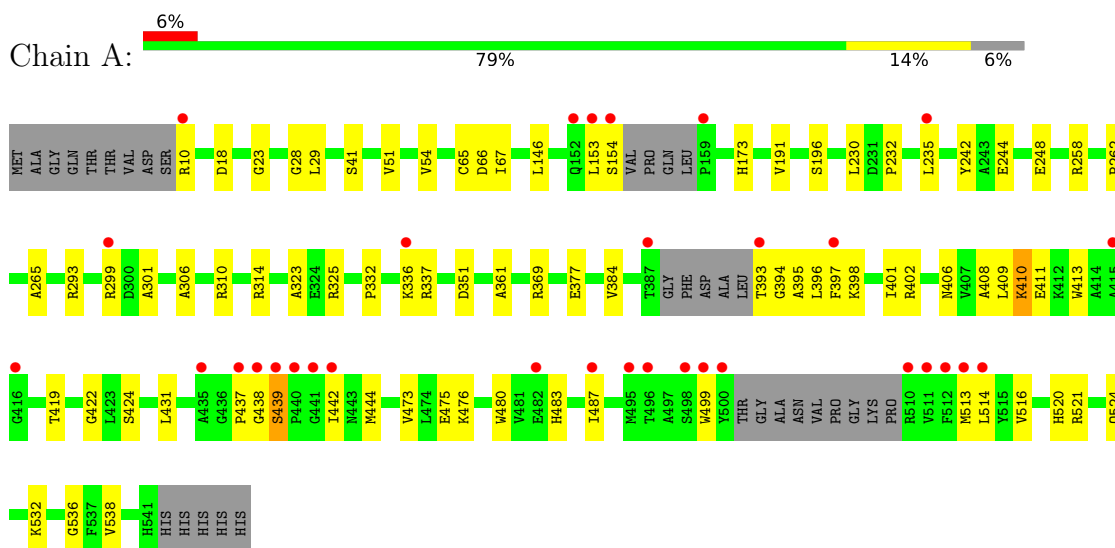 6%
Chain A:
79% 14% 6%
MET ALA GLY GLN THR THR VAL ASP SER R10 D18 G23 G28 L29 S41 V51 V54 C65 D66 I67 L146 Q152 L153 S154 VAL PRO GLN LEU P159 H173 V191 S196 L230 D231 P232 L235 Y242 A243 E244 E248 R258
A265 R293 R299 D300 A301 A306 R310 R314 A323 E324 R325 P332 K336 R337 D351 A361 R369 E377 V384 T387 GLY PHE ASP ALA LEU T393 G394 A395 L396 F397 K398 I401 R402 N406 V407 A408 L409 K410 E411 K412 W413 A414 A415
G416 T419 G422 L423 S424 L431 A435 G436 P437 G438 S439 P440 G441 I442 N443 M444 V473 L474 E475 K476 W480 V481 E482 H483 I487 M495 T496 A497 S498 W499 Y500 THR GLY ALA ASN VAL PRO GLY LYS PRO R510 V511 F512 M513 L514 Y515 V516 H520 R521
K532 G536 F537 V538 H541 HIS HIS HIS HIS HIS